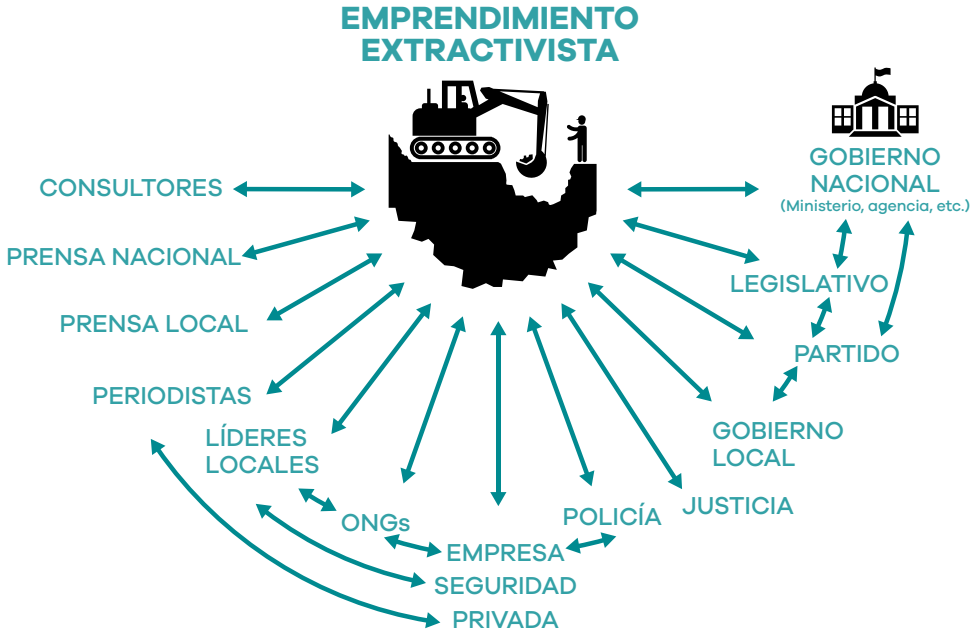 EMPRENDIMIENTO
EXTRACTIVISTA
GOBIERNO
NACIONAL
(Ministerio, agencia, etc.)
CONSULTORES
PRENSA NACIONAL
LEGISLATIVO
PRENSA LOCAL
PARTIDO
PERIODISTAS
GOBIERNO
LOCAL
LÍDERES
LOCALES
JUSTICIA
ONGs
POLICÍA
EMPRESA
SEGURIDAD
PRIVADA